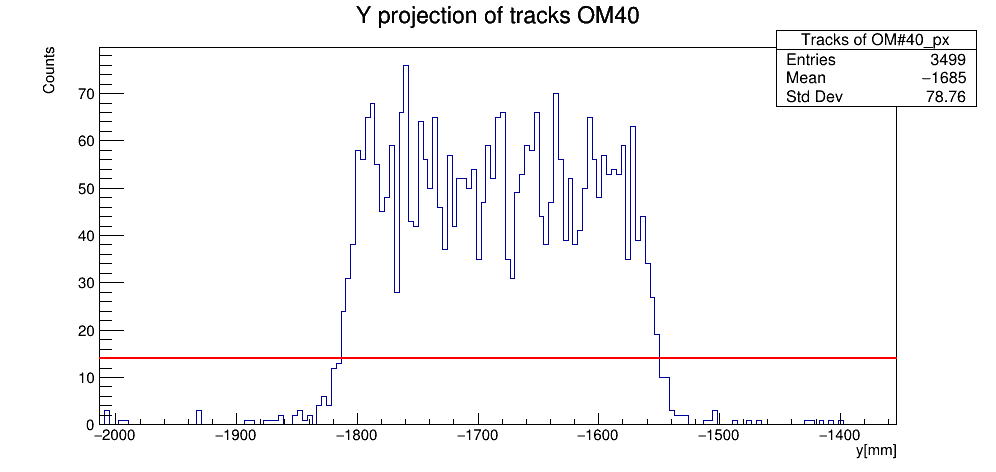 Y projection of tracks OM40
Tracks of OM#40_px
Entries 3499
Mean −1685
Std Dev 78.76
Counts
70
60
50
40
30
20
10
0
−2000 −1900 −1800 −1700 −1600 −1500 −1400
y[mm]